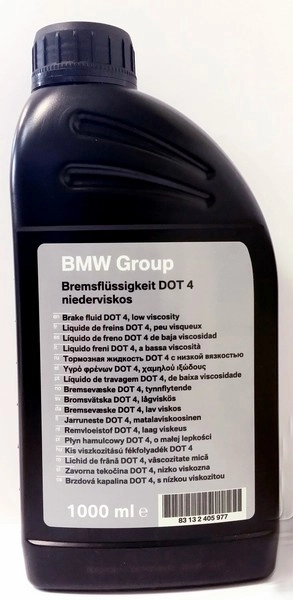 BMW Group
Bremsflüssigkeit DOT 4
niederviskos
Brake fluid DOT 4, low viscosity
Liquide de freins DOT 4, peu visqueux
Líquido de freno DOT 4 de baja viscosidad
Liquido freni DOT 4, a bassa viscosità
Тормозная жидкость DOT 4 с низкой вязкостью
Υγρό φρένων DOT 4, χαμηλού ιξώδους
Líquido de travagem DOT 4, de baixa viscosidade
Bremsevæske DOT 4, tynnflytende
Bromsvätska DOT 4, lågviskös
Bremsevæske DOT 4, lav viskos
Jarruneste DOT 4, matalaviskoosinen
Remvloeistof DOT 4, laag viskeus
Płyn hamulcowy DOT 4, o małej lepkości
Kis viszkozitású fékfolyadék DOT 4
Lichid de frână DOT 4, vâscozitate mică
Zavorna tekočina DOT 4, nizko viskozna
Brzdová kapalina DOT 4, s nízkou viskozitou
1000 ml e
83 13 2 405 977